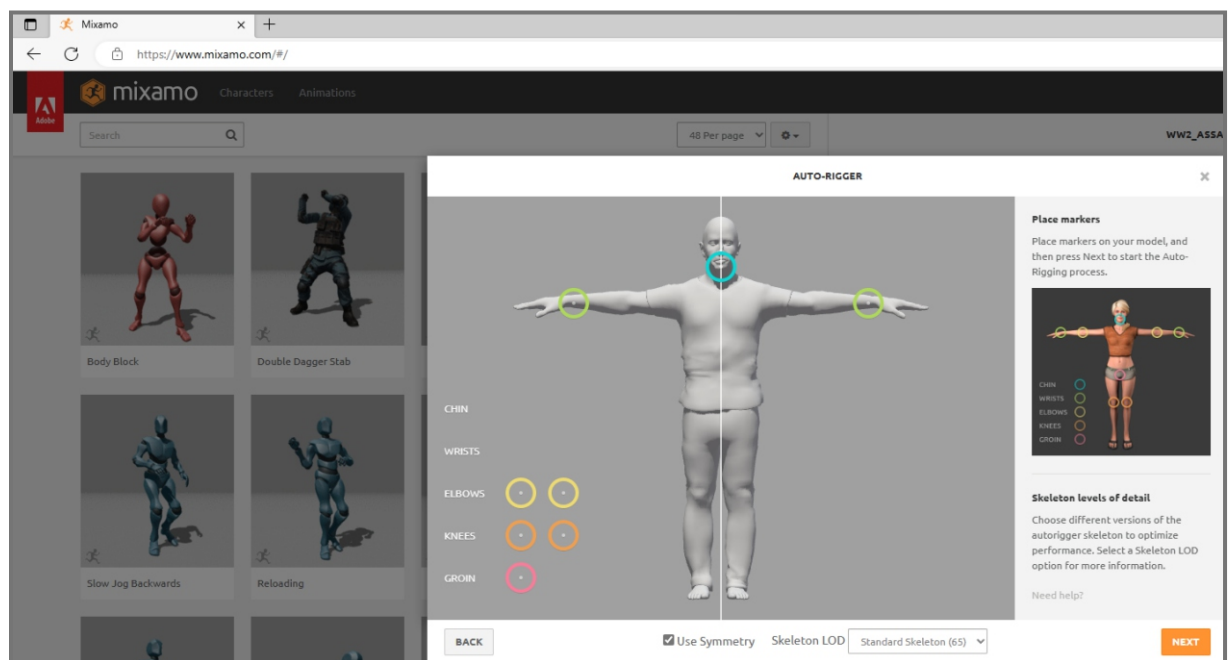 Mixamo
https://www.mixamo.com/#/
Adobe
mixamo
Characters
Animations
Search
48 Per page
WW2_ASSA
AUTO-RIGGER
Body Block
Double Dagger Stab
Slow Jog Backwards
Reloading
CHIN
WRISTS
ELBOWS
KNEES
GROIN
Place markers
Place markers on your model, and
then press Next to start the Auto-
Rigging process.
CHIN
WRISTS
ELBOWS
KNEES
GROIN
Skeleton levels of detail
Choose different versions of the
autorigger skeleton to optimize
performance. Select a Skeleton LOD
option for more information.
Need help?
BACK
Use Symmetry
Skeleton LOD
Standard Skeleton (65)
NEXT